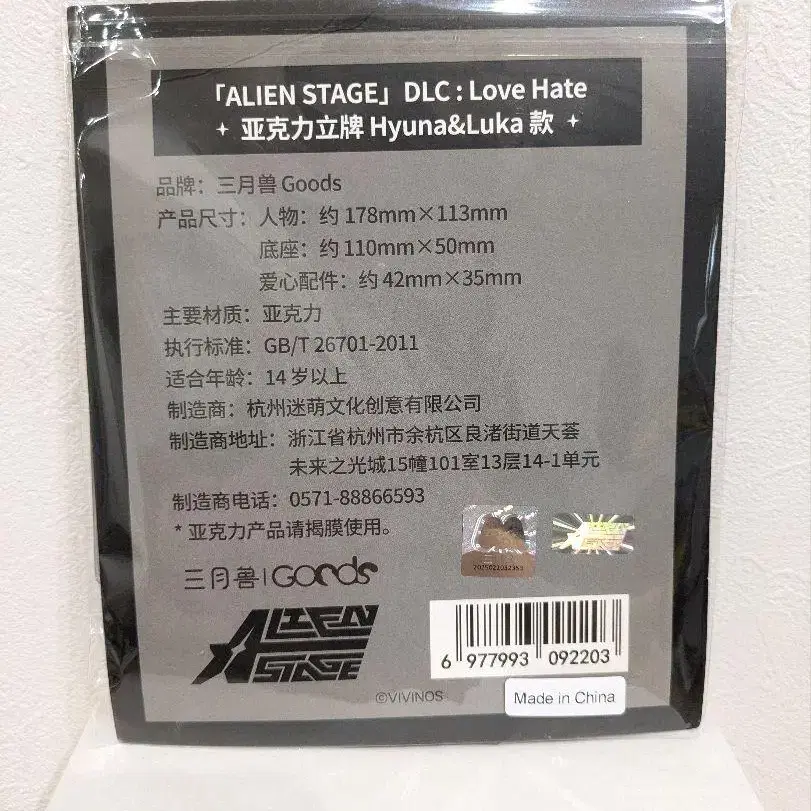 「ALIEN STAGE」DLC : Love Hate
亚克力立牌 Hyuna&Luka 款
品牌：三月兽 Goods
产品尺寸：人物：约 178mm×113mm
底座：约 110mm×50mm
爱心配件：约 42mm×35mm
主要材质：亚克力
执行标准：GB/T 26701-2011
适合年龄：14 岁以上
制造商：杭州迷萌文化创意有限公司
制造商地址：浙江省杭州市余杭区良渚街道天荟
未来之光城15幢101室13层14-1单元
制造商电话：0571-88866593
* 亚克力产品请揭膜使用。
三月兽 | Goods
ALIEN STAGE
6 977993 092203
©VIVINOS
Made in China